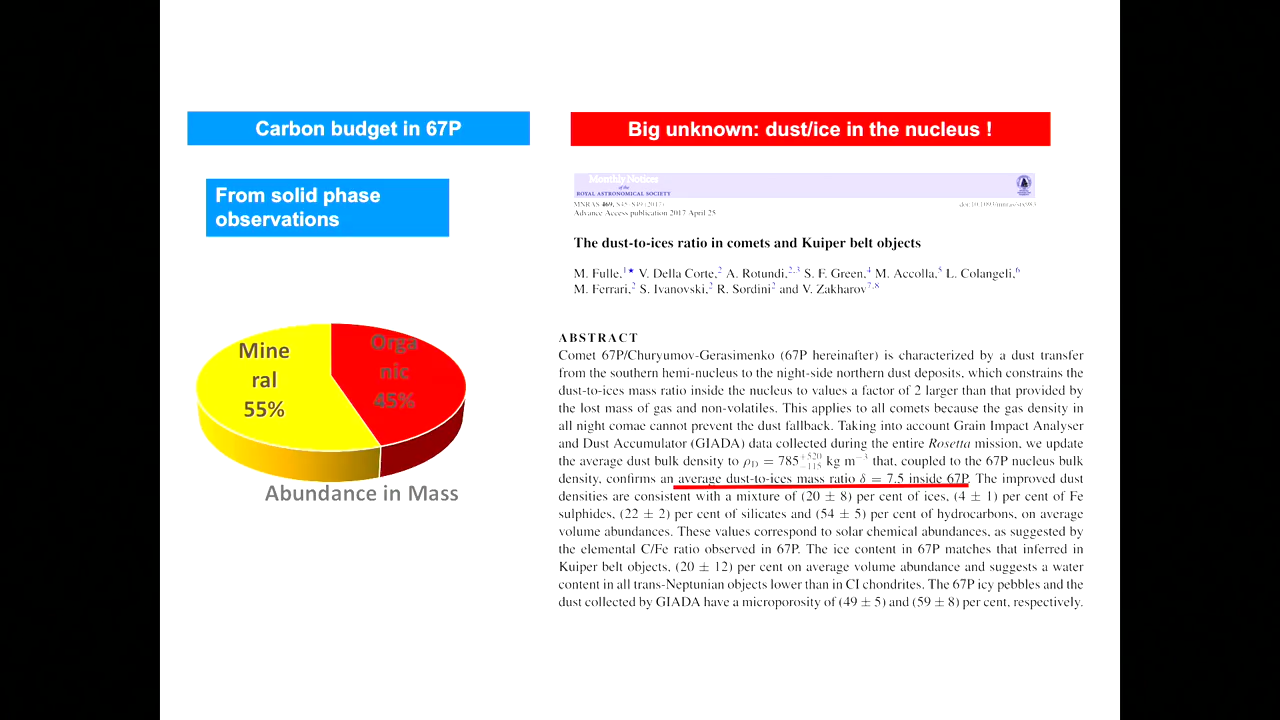 Carbon budget in 67P
From solid phase
observations
Mine
ral
55%
Orga
nic
45%
Abundance in Mass
Big unknown: dust/ice in the nucleus !
Monthly Notices
of the
ROYAL ASTRONOMICAL SOCIETY
MNRAS 469,
Advance Access publication 2017 April 25
The dust-to-ices ratio in comets and Kuiper belt objects
M. Fulle,1★ V. Della Corte,2 A. Rotundi,2,3 S. F. Green,4 M. Accolla,5 L. Colangeli,6
M. Ferrari,2 S. Ivanovski,2 R. Sordini2 and V. Zakharov7,8
ABSTRACT
Comet 67P/Churyumov-Gerasimenko (67P hereinafter) is characterized by a dust transfer
from the southern hemi-nucleus to the night-side northern dust deposits, which constrains the
dust-to-ices mass ratio inside the nucleus to values a factor of 2 larger than that provided by
the lost mass of gas and non-volatiles. This applies to all comets because the gas density in
all night comae cannot prevent the dust fallback. Taking into account Grain Impact Analyser
and Dust Accumulator (GIADA) data collected during the entire Rosetta mission, we update
the average dust bulk density to ρD = 785+520−115 kg m−3 that, coupled to the 67P nucleus bulk
density, confirms an average dust-to-ices mass ratio δ = 7.5 inside 67P. The improved dust
densities are consistent with a mixture of (20 ± 8) per cent of ices, (4 ± 1) per cent of Fe
sulphides, (22 ± 2) per cent of silicates and (54 ± 5) per cent of hydrocarbons, on average
volume abundances. These values correspond to solar chemical abundances, as suggested by
the elemental C/Fe ratio observed in 67P. The ice content in 67P matches that inferred in
Kuiper belt objects, (20 ± 12) per cent on average volume abundance and suggests a water
content in all trans-Neptunian objects lower than in CI chondrites. The 67P icy pebbles and the
dust collected by GIADA have a microporosity of (49 ± 5) and (59 ± 8) per cent, respectively.